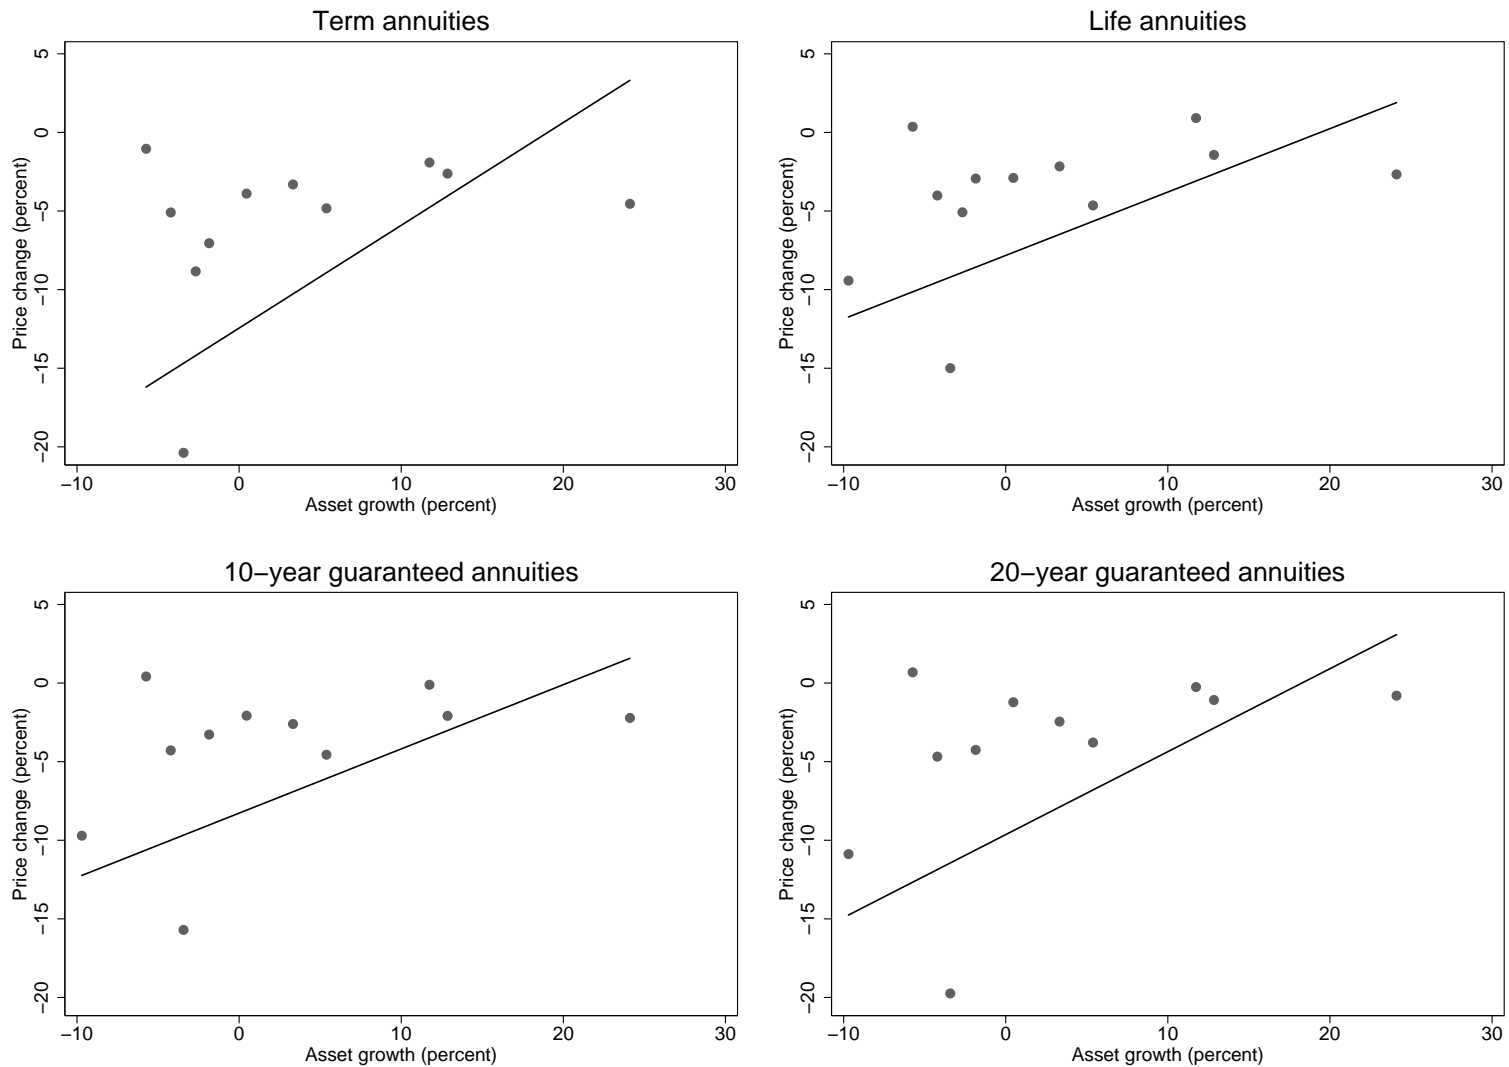 Term annuities
Price change (percent)
5
0
−5
−10
−15
−20
−10 0 10 20 30
Asset growth (percent)
Life annuities
Price change (percent)
5
0
−5
−10
−15
−20
−10 0 10 20 30
Asset growth (percent)
10−year guaranteed annuities
Price change (percent)
5
0
−5
−10
−15
−20
−10 0 10 20 30
Asset growth (percent)
20−year guaranteed annuities
Price change (percent)
5
0
−5
−10
−15
−20
−10 0 10 20 30
Asset growth (percent)